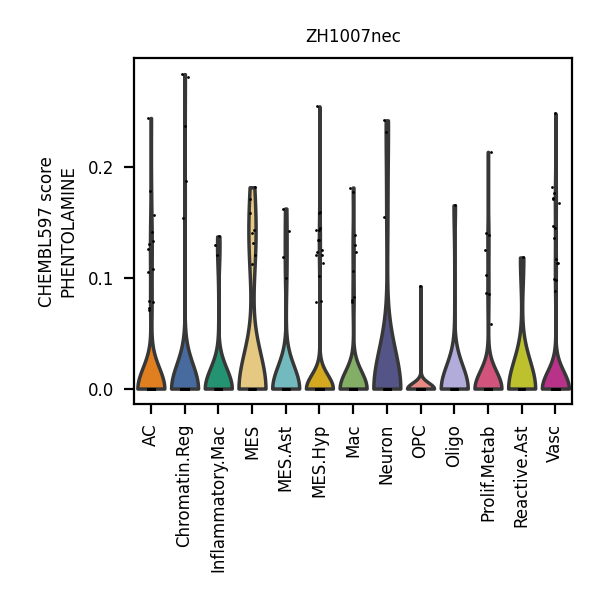 ZH1007nec
CHEMBL597 score
PHENTOLAMINE
0.2
0.1
0.0
AC
Chromatin.Reg
Inflammatory.Mac
MES
MES.Ast
MES.Hyp
Mac
Neuron
OPC
Oligo
Prolif.Metab
Reactive.Ast
Vasc